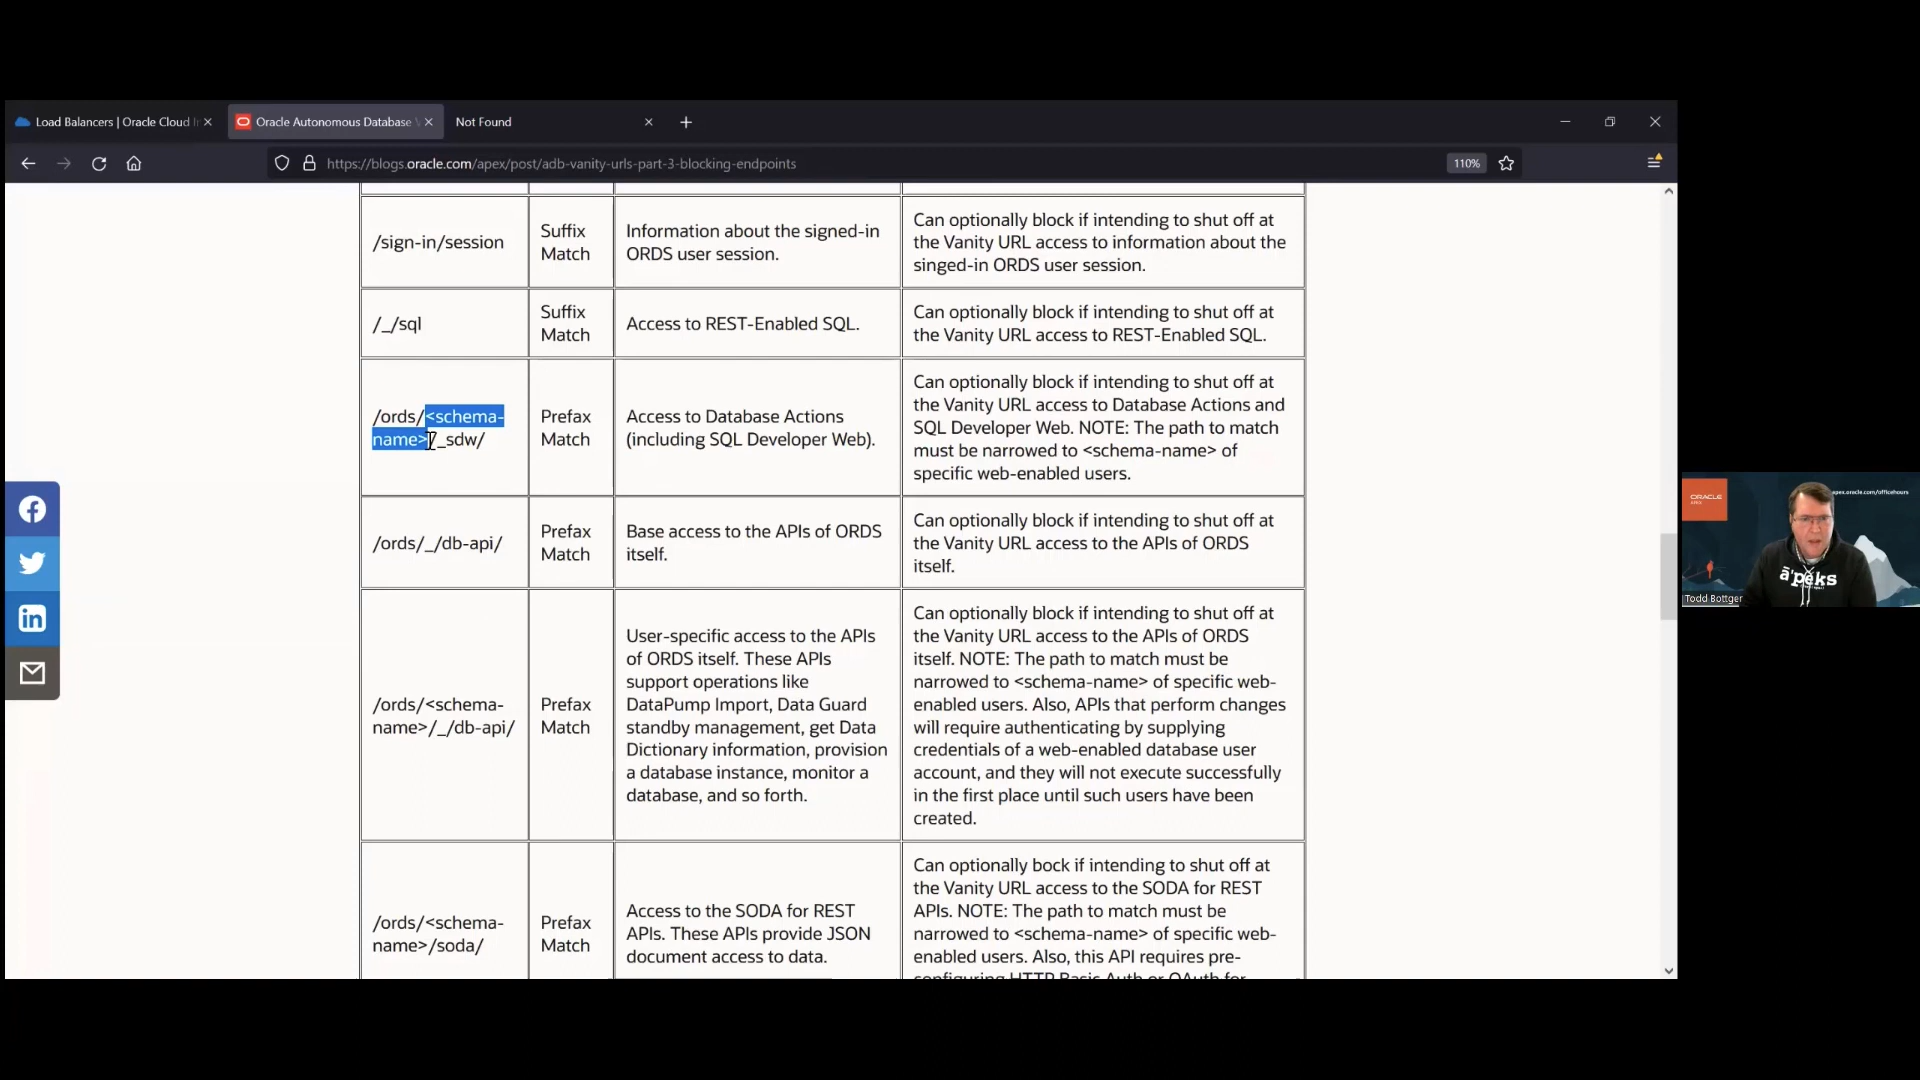 Load Balancers | Oracle Cloud
Oracle Autonomous Database
Not Found
https://blogs.oracle.com/apex/post/adb-vanity-urls-part-3-blocking-endpoints
110%
/sign-in/session
Suffix
Match
Information about the signed-in
ORDS user session.
Can optionally block if intending to shut off at
the Vanity URL access to information about the
singed-in ORDS user session.
/_/sql
Suffix
Match
Access to REST-Enabled SQL.
Can optionally block if intending to shut off at
the Vanity URL access to REST-Enabled SQL.
/ords/<schema-
name>/_sdw/
Prefax
Match
Access to Database Actions
(including SQL Developer Web).
Can optionally block if intending to shut off at
the Vanity URL access to Database Actions and
SQL Developer Web. NOTE: The path to match
must be narrowed to <schema-name> of
specific web-enabled users.
/ords/_/db-api/
Prefax
Match
Base access to the APIs of ORDS
itself.
Can optionally block if intending to shut off at
the Vanity URL access to the APIs of ORDS
itself.
/ords/<schema-
name>/_/db-api/
Prefax
Match
User-specific access to the APIs
of ORDS itself. These APIs
support operations like
DataPump Import, Data Guard
standby management, get Data
Dictionary information, provision
a database instance, monitor a
database, and so forth.
Can optionally block if intending to shut off at
the Vanity URL access to the APIs of ORDS
itself. NOTE: The path to match must be
narrowed to <schema-name> of specific web-
enabled users. Also, APIs that perform changes
will require authenticating by supplying
credentials of a web-enabled database user
account, and they will not execute successfully
in the first place until such users have been
created.
/ords/<schema-
name>/soda/
Prefax
Match
Access to the SODA for REST
APIs. These APIs provide JSON
document access to data.
Can optionally bock if intending to shut off at
the Vanity URL access to the SODA for REST
APIs. NOTE: The path to match must be
narrowed to <schema-name> of specific web-
enabled users. Also, this API requires pre-
configuring HTTP Basic Auth or OAuth for
ORACLE
APEX
apex.oracle.com/officehours
ā'peks
Todd Bottger